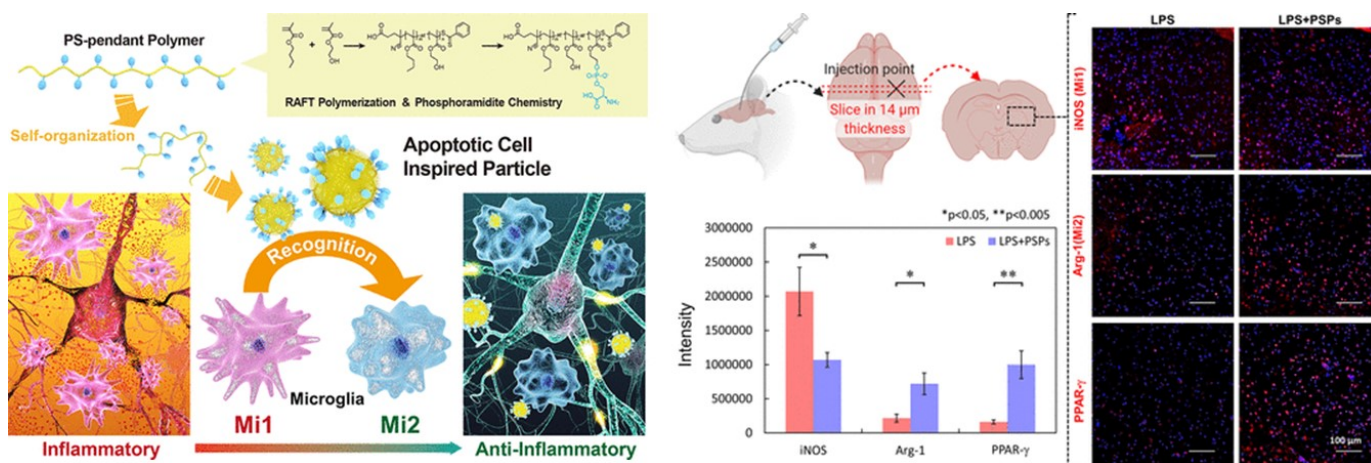 PS-pendant Polymer
RAFT Polymerization & Phosphoramidite Chemistry
Self-organization
Apoptotic Cell
Inspired Particle
Recognition
Microglia
Mi1
Mi2
Inflammatory
Anti-Inflammatory
Injection point
Slice in 14 μm
thickness
*p<0.05, **p<0.005
LPS
LPS+PSPs
Intensity
3000000
2500000
2000000
1500000
1000000
500000
0
*
*
**
iNOS
Arg-1
PPAR-γ
LPS
LPS+PSPs
iNOS (Mi1)
Arg-1(Mi2)
PPAR-γ
100 μm